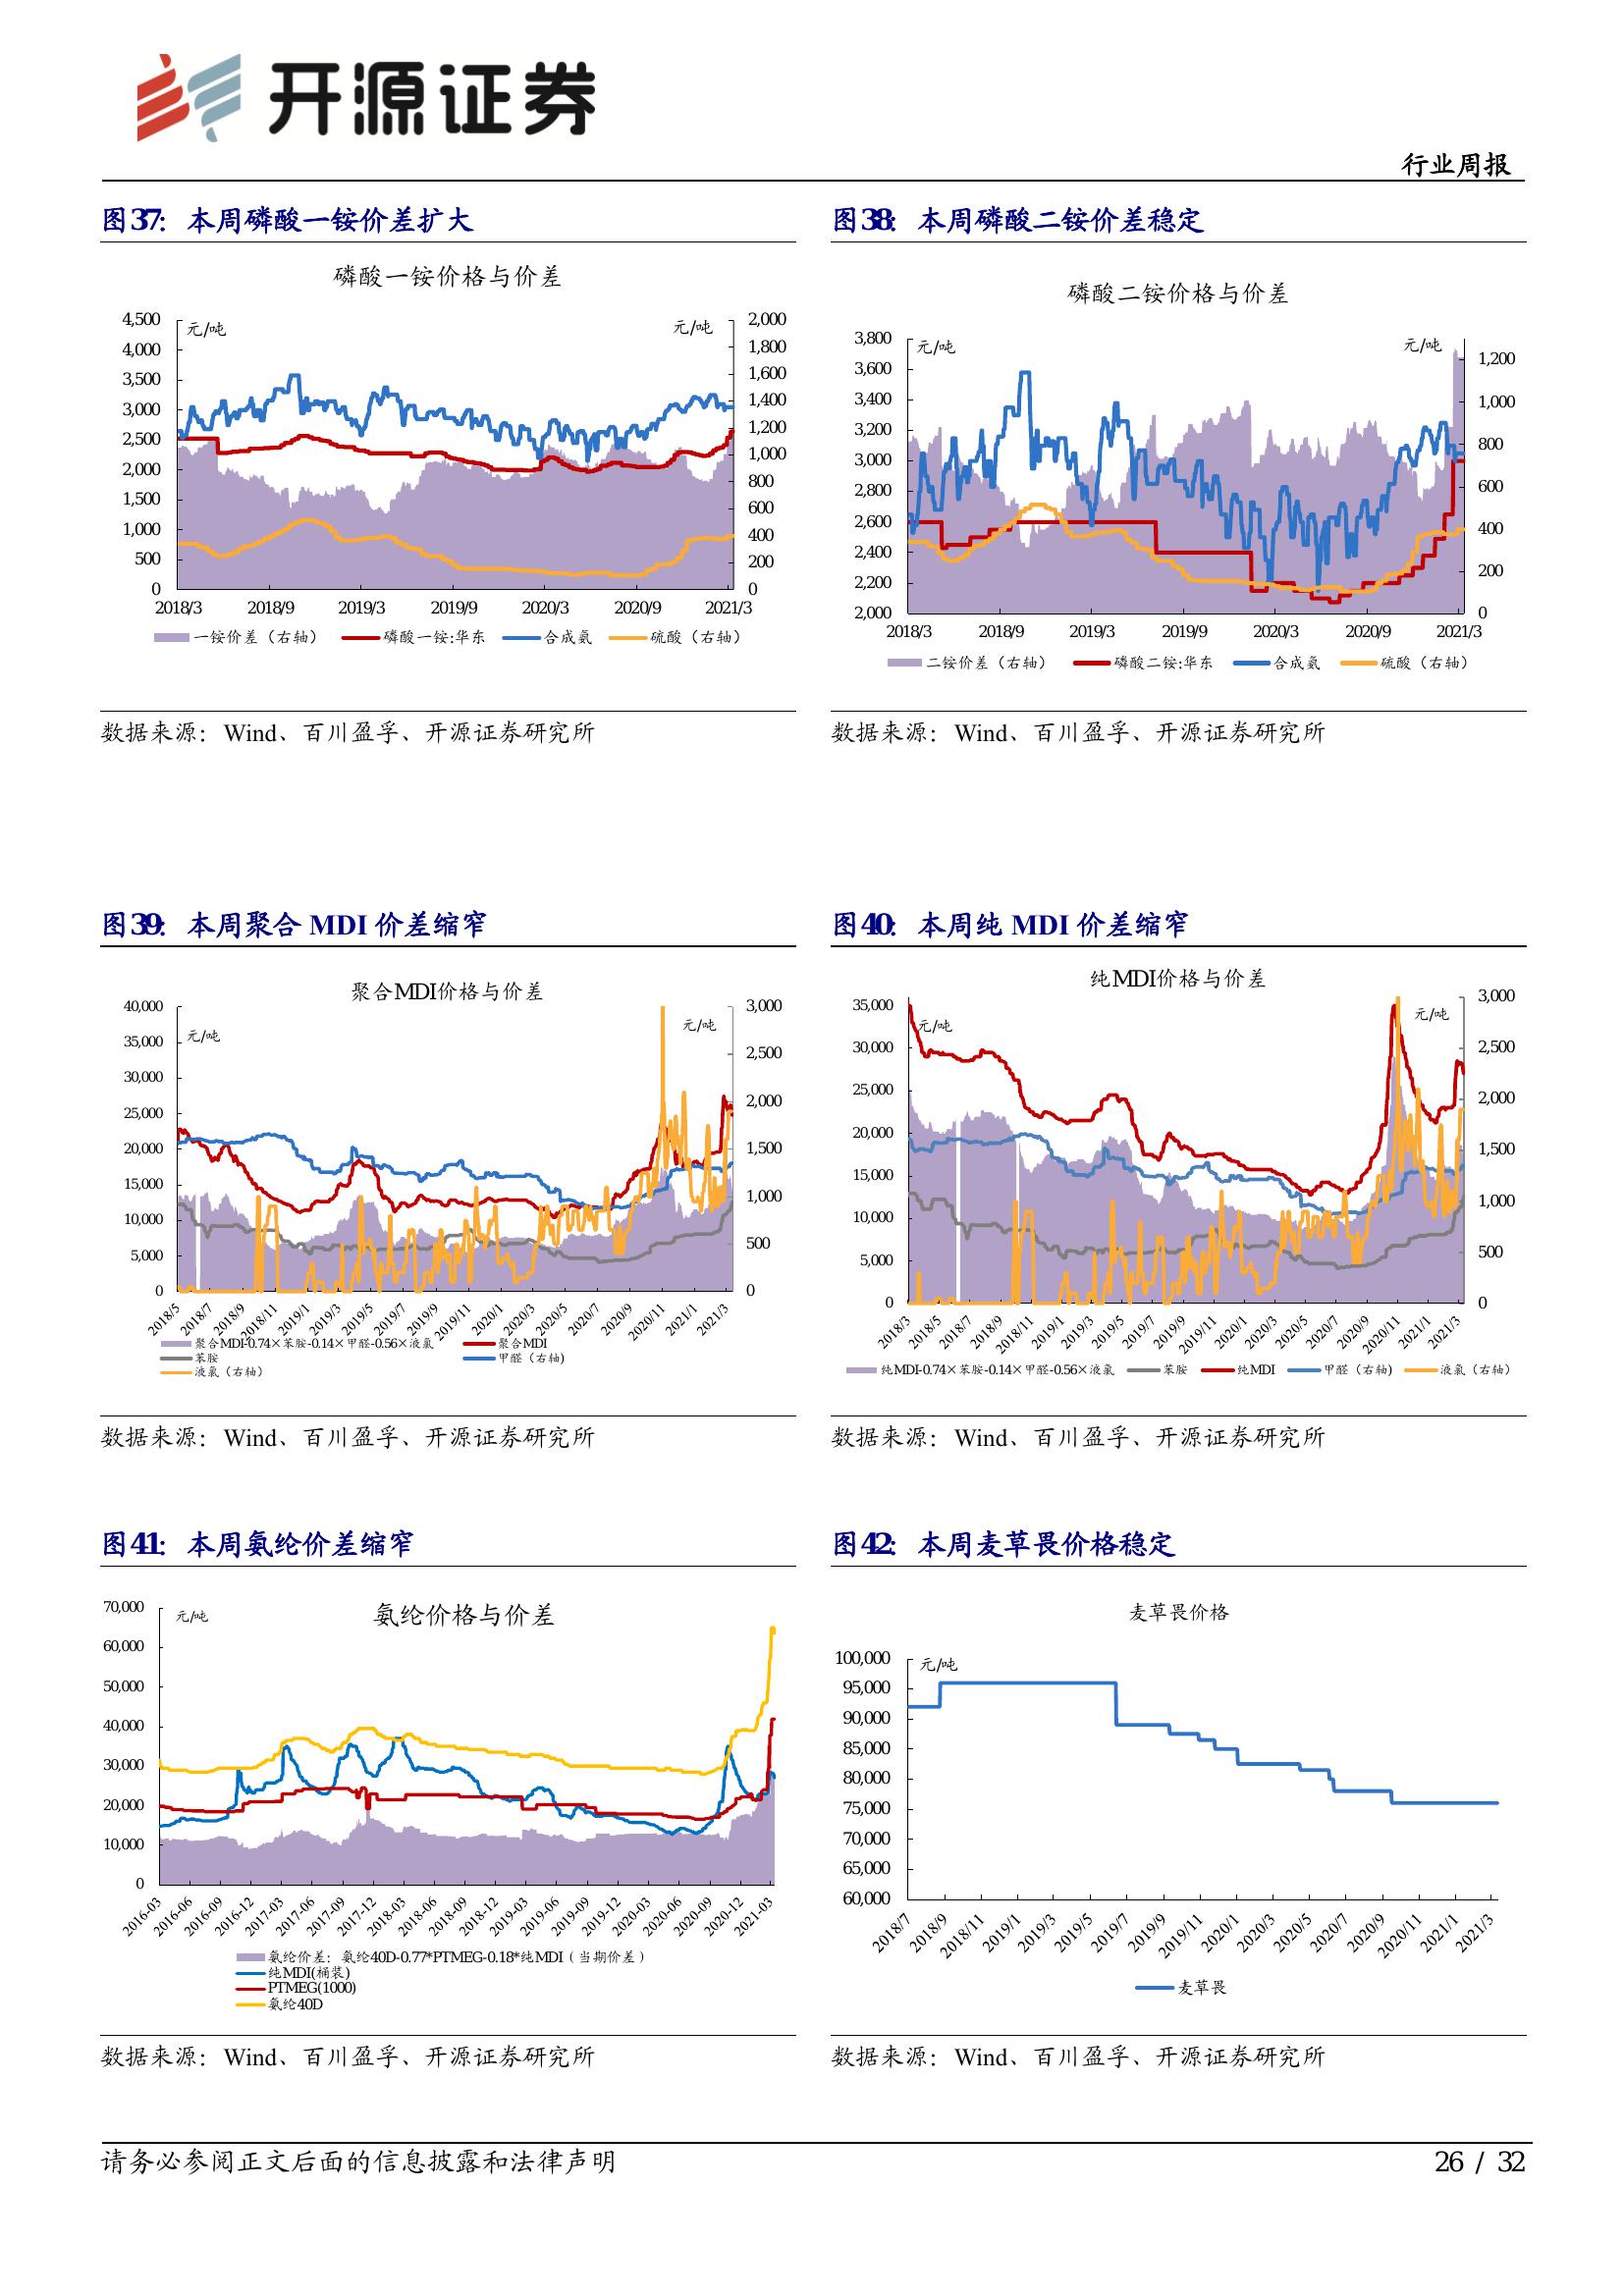 开源证券
行业周报
图37： 本周磷酸一铵价差扩大
磷酸一铵价格与价差
元/吨
元/吨
4,500
4,000
3,500
3,000
2,500
2,000
1,500
1,000
500
0
2,000
1,800
1,600
1,400
1,200
1,000
800
600
400
200
0
2018/3 2018/9 2019/3 2019/9 2020/3 2020/9 2021/3
一铵价差（右轴） 磷酸一铵:华东 合成氨 硫酸（右轴）
数据来源：Wind、百川盈孚、开源证券研究所
图38： 本周磷酸二铵价差稳定
磷酸二铵价格与价差
元/吨
元/吨
3,800
3,600
3,400
3,200
3,000
2,800
2,600
2,400
2,200
2,000
1,200
1,000
800
600
400
200
0
2018/3 2018/9 2019/3 2019/9 2020/3 2020/9 2021/3
二铵价差（右轴） 磷酸二铵:华东 合成氨 硫酸（右轴）
数据来源：Wind、百川盈孚、开源证券研究所
图39： 本周聚合 MDI 价差缩窄
聚合MDI价格与价差
元/吨
元/吨
40,000
35,000
30,000
25,000
20,000
15,000
10,000
5,000
0
3,000
2,500
2,000
1,500
1,000
500
0
2018/5 2018/7 2018/9 2018/11 2019/1 2019/3 2019/5 2019/7 2019/9 2019/11 2020/1 2020/3 2020/5 2020/7 2020/9 2020/11 2021/1 2021/3
聚合MDI-0.74×苯胺-0.14×甲醛-0.56×液氯 聚合MDI
苯胺 甲醛（右轴)
液氯（右轴）
数据来源：Wind、百川盈孚、开源证券研究所
图40： 本周纯 MDI 价差缩窄
纯MDI价格与价差
元/吨
元/吨
35,000
30,000
25,000
20,000
15,000
10,000
5,000
0
3,000
2,500
2,000
1,500
1,000
500
0
2018/3 2018/5 2018/7 2018/9 2018/11 2019/1 2019/3 2019/5 2019/7 2019/9 2019/11 2020/1 2020/3 2020/5 2020/7 2020/9 2020/11 2021/1 2021/3
纯MDI-0.74×苯胺-0.14×甲醛-0.56×液氯 苯胺 纯MDI 甲醛（右轴) 液氯（右轴）
数据来源：Wind、百川盈孚、开源证券研究所
图41： 本周氨纶价差缩窄
氨纶价格与价差
元/吨
70,000
60,000
50,000
40,000
30,000
20,000
10,000
0
2016-03 2016-06 2016-09 2016-12 2017-03 2017-06 2017-09 2017-12 2018-03 2018-06 2018-09 2018-12 2019-03 2019-06 2019-09 2019-12 2020-03 2020-06 2020-09 2020-12 2021-03
氨纶价差：氨纶40D-0.77*PTMEG-0.18*纯MDI（当期价差）
纯MDI(桶装)
PTMEG(1000)
氨纶40D
数据来源：Wind、百川盈孚、开源证券研究所
图42： 本周麦草畏价格稳定
麦草畏价格
元/吨
100,000
95,000
90,000
85,000
80,000
75,000
70,000
65,000
60,000
2018/7 2018/9 2018/11 2019/1 2019/3 2019/5 2019/7 2019/9 2019/11 2020/1 2020/3 2020/5 2020/7 2020/9 2020/11 2021/1 2021/3
麦草畏
数据来源：Wind、百川盈孚、开源证券研究所
请务必参阅正文后面的信息披露和法律声明
26 / 32